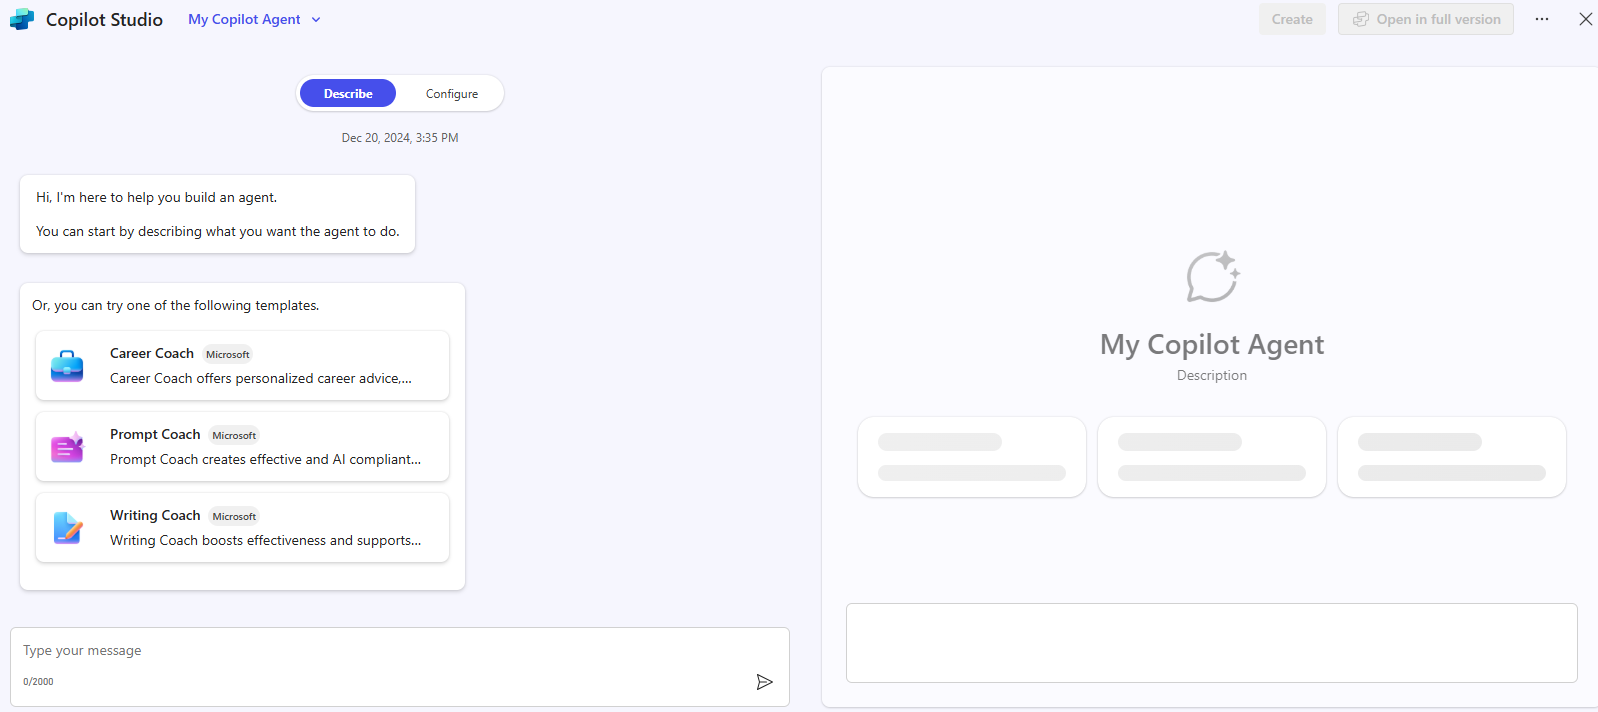 Copilot Studio
My Copilot Agent
Create
Open in full version
Describe
Configure
Dec 20, 2024, 3:35 PM
Hi, I'm here to help you build an agent.
You can start by describing what you want the agent to do.
Or, you can try one of the following templates.
Career Coach Microsoft
Career Coach offers personalized career advice,...
Prompt Coach Microsoft
Prompt Coach creates effective and AI compliant...
Writing Coach Microsoft
Writing Coach boosts effectiveness and supports...
Type your message
0/2000
My Copilot Agent
Description